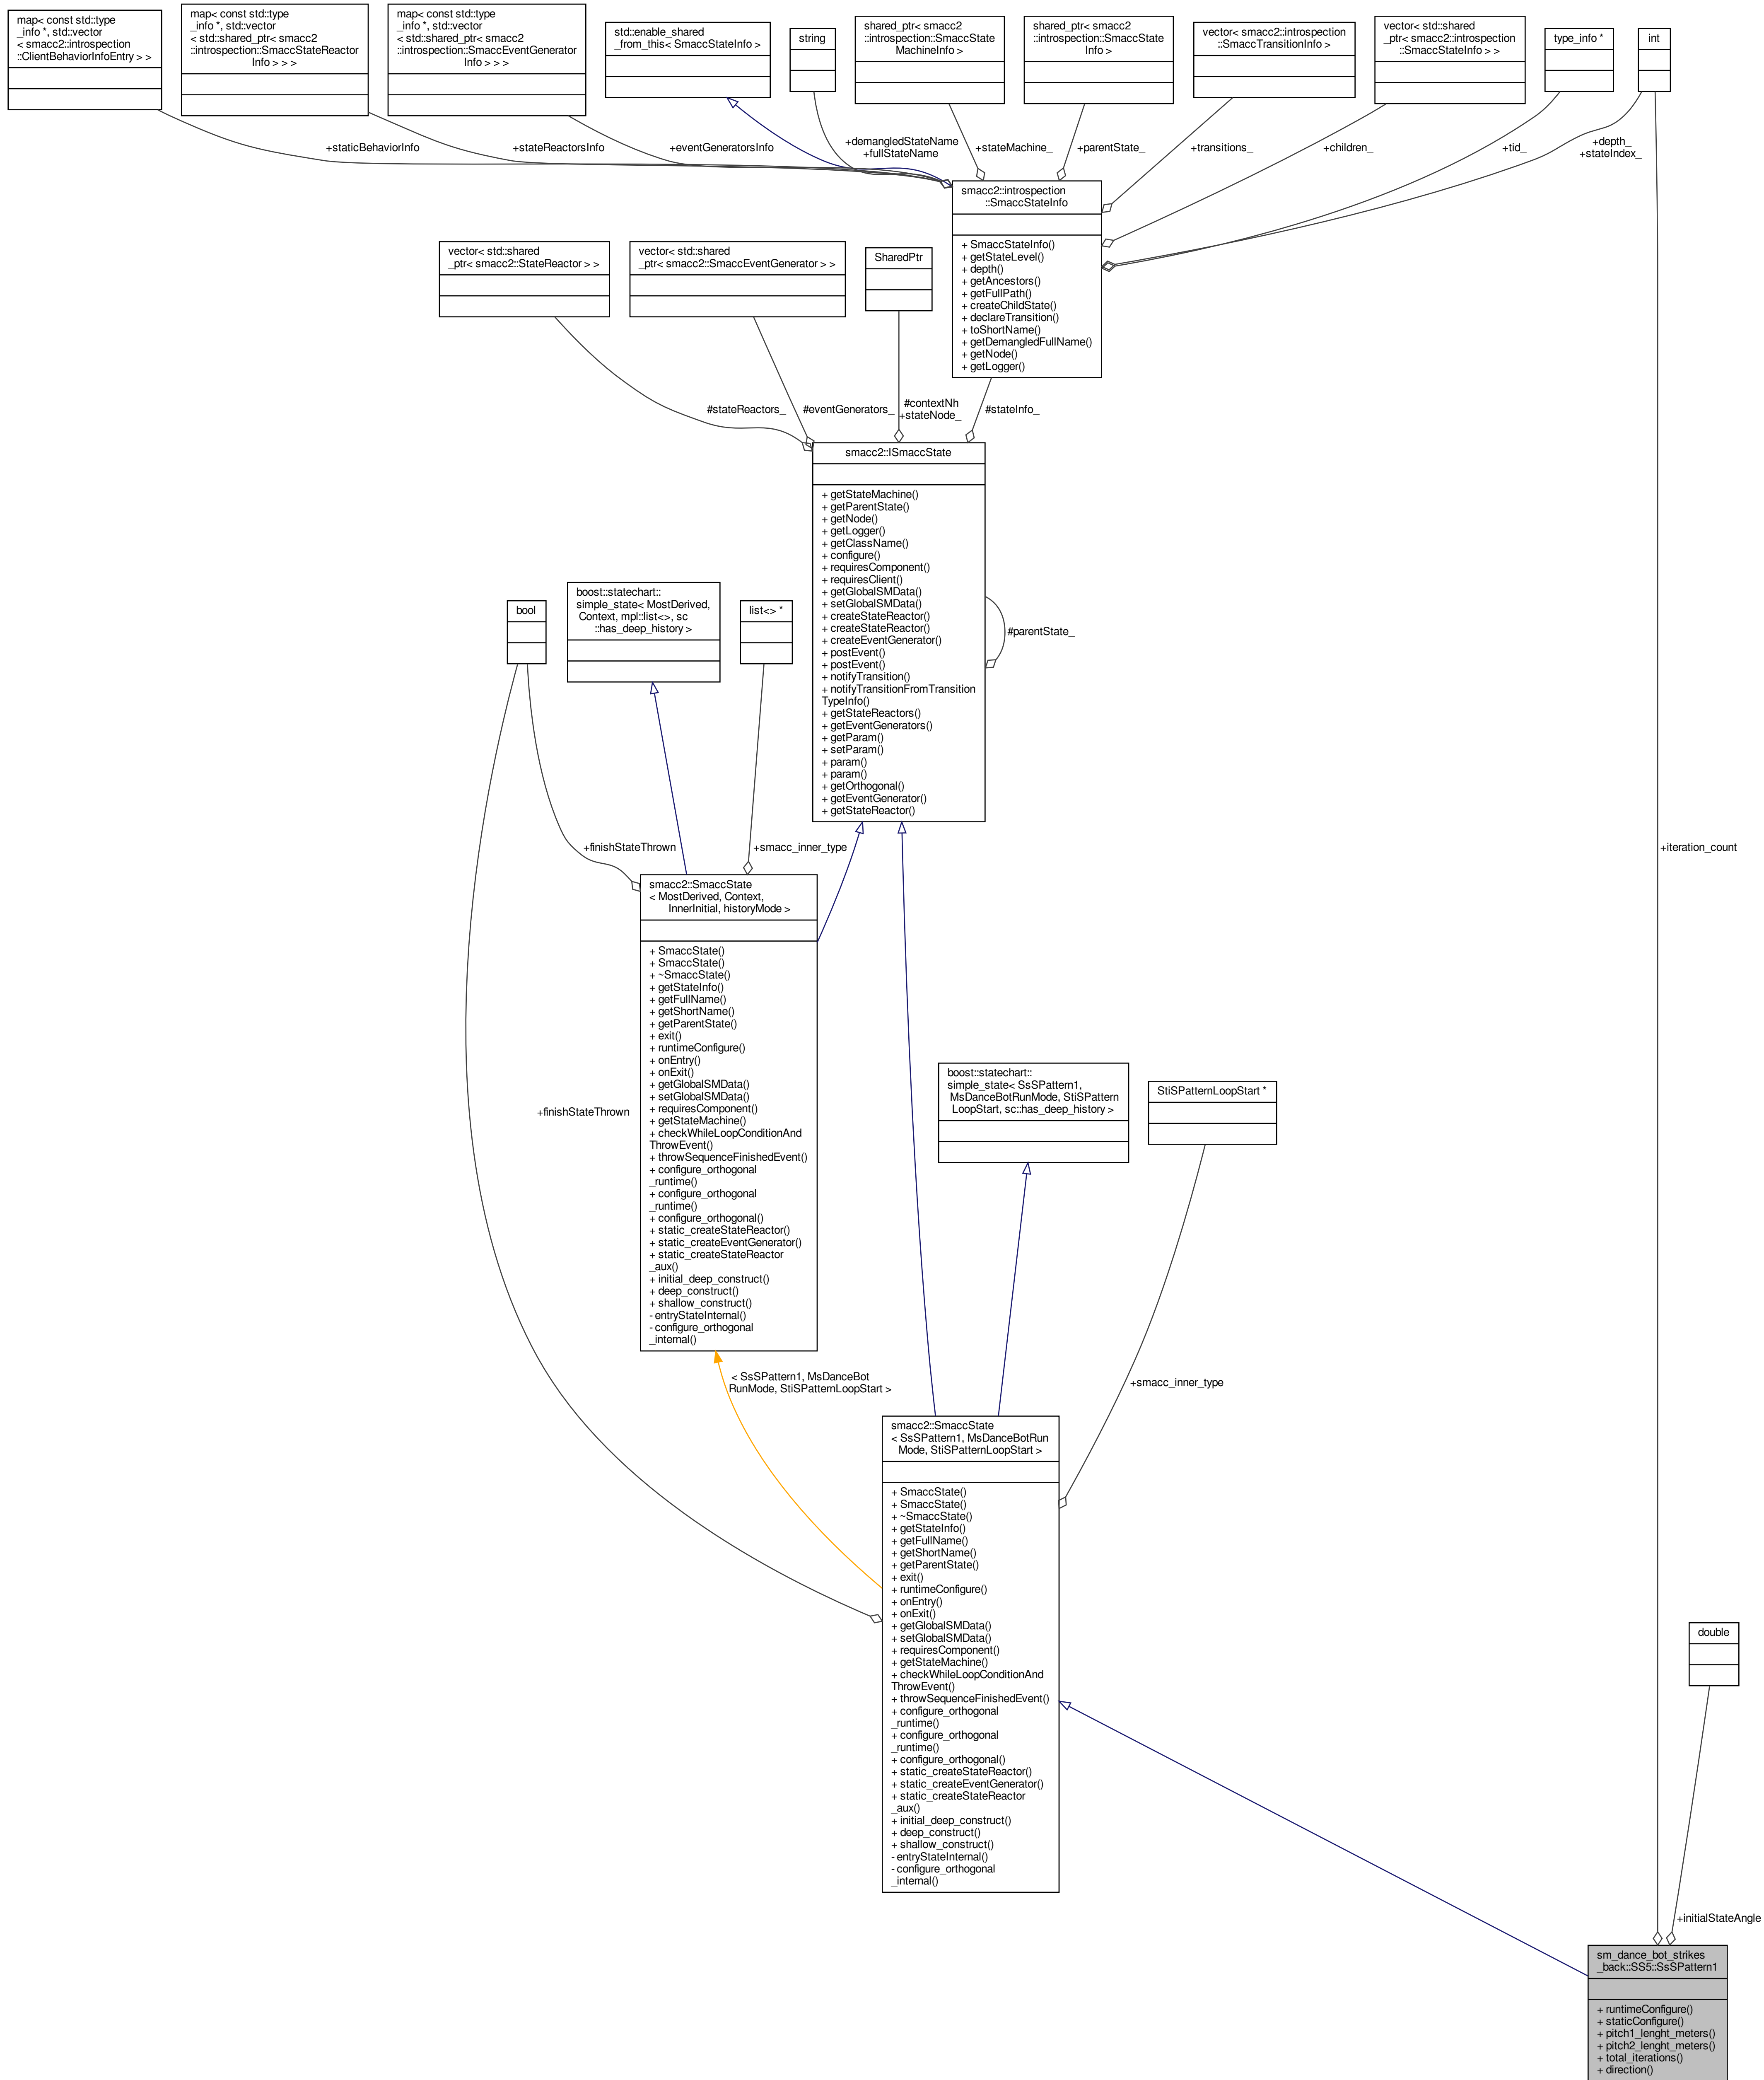 map< const std::type
_info *, std::vector
< smacc2::introspection
::ClientBehaviorInfoEntry > >
map< const std::type
_info *, std::vector
< std::shared_ptr< smacc2
::introspection::SmaccStateReactor
Info > > >
map< const std::type
_info *, std::vector
< std::shared_ptr< smacc2
::introspection::SmaccEventGenerator
Info > > >
std::enable_shared
_from_this< SmaccStateInfo >
string
shared_ptr< smacc2
::introspection::SmaccState
MachineInfo >
shared_ptr< smacc2
::introspection::SmaccState
Info >
vector< smacc2::introspection
::SmaccTransitionInfo >
vector< std::shared
_ptr< smacc2::introspection
::SmaccStateInfo > >
type_info *
int
+staticBehaviorInfo
+stateReactorsInfo
+eventGeneratorsInfo
+demangledStateName
+fullStateName
+stateMachine_
+parentState_
+transitions_
+children_
+tid_
+depth_
+stateIndex_
smacc2::introspection
::SmaccStateInfo
+ SmaccStateInfo()
+ getStateLevel()
+ depth()
+ getAncestors()
+ getFullPath()
+ createChildState()
+ declareTransition()
+ toShortName()
+ getDemangledFullName()
+ getNode()
+ getLogger()
vector< std::shared
_ptr< smacc2::StateReactor > >
vector< std::shared
_ptr< smacc2::SmaccEventGenerator > >
SharedPtr
#stateReactors_
#eventGenerators_
#contextNh
+stateNode_
#stateInfo_
smacc2::ISmaccState
+ getStateMachine()
+ getParentState()
+ getNode()
+ getLogger()
+ getClassName()
+ configure()
+ requiresComponent()
+ requiresClient()
+ getGlobalSMData()
+ setGlobalSMData()
+ createStateReactor()
+ createStateReactor()
+ createEventGenerator()
+ postEvent()
+ postEvent()
+ notifyTransition()
+ notifyTransitionFromTransition
TypeInfo()
+ getStateReactors()
+ getEventGenerators()
+ getParam()
+ setParam()
+ param()
+ param()
+ getOrthogonal()
+ getEventGenerator()
+ getStateReactor()
#parentState_
bool
boost::statechart::
simple_state< MostDerived,
Context, mpl::list<>, sc
::has_deep_history >
list<> *
+finishStateThrown
+smacc_inner_type
+iteration_count
smacc2::SmaccState
< MostDerived, Context,
InnerInitial, historyMode >
+ SmaccState()
+ SmaccState()
+ ~SmaccState()
+ getStateInfo()
+ getFullName()
+ getShortName()
+ getParentState()
+ exit()
+ runtimeConfigure()
+ onEntry()
+ onExit()
+ getGlobalSMData()
+ setGlobalSMData()
+ requiresComponent()
+ getStateMachine()
+ checkWhileLoopConditionAnd
ThrowEvent()
+ throwSequenceFinishedEvent()
+ configure_orthogonal
_runtime()
+ configure_orthogonal
_runtime()
+ configure_orthogonal()
+ static_createStateReactor()
+ static_createEventGenerator()
+ static_createStateReactor
_aux()
+ initial_deep_construct()
+ deep_construct()
+ shallow_construct()
- entryStateInternal()
- configure_orthogonal
_internal()
+finishStateThrown
boost::statechart::
simple_state< SsSPattern1,
MsDanceBotRunMode, StiSPattern
LoopStart, sc::has_deep_history >
StiSPatternLoopStart *
< SsSPattern1, MsDanceBot
RunMode, StiSPatternLoopStart >
+smacc_inner_type
smacc2::SmaccState
< SsSPattern1, MsDanceBotRun
Mode, StiSPatternLoopStart >
+ SmaccState()
+ SmaccState()
+ ~SmaccState()
+ getStateInfo()
+ getFullName()
+ getShortName()
+ getParentState()
+ exit()
+ runtimeConfigure()
+ onEntry()
+ onExit()
+ getGlobalSMData()
+ setGlobalSMData()
+ requiresComponent()
+ getStateMachine()
+ checkWhileLoopConditionAnd
ThrowEvent()
+ throwSequenceFinishedEvent()
+ configure_orthogonal
_runtime()
+ configure_orthogonal
_runtime()
+ configure_orthogonal()
+ static_createStateReactor()
+ static_createEventGenerator()
+ static_createStateReactor
_aux()
+ initial_deep_construct()
+ deep_construct()
+ shallow_construct()
- entryStateInternal()
- configure_orthogonal
_internal()
double
+initialStateAngle
sm_dance_bot_strikes
_back::SS5::SsSPattern1
+ runtimeConfigure()
+ staticConfigure()
+ pitch1_lenght_meters()
+ pitch2_lenght_meters()
+ total_iterations()
+ direction()